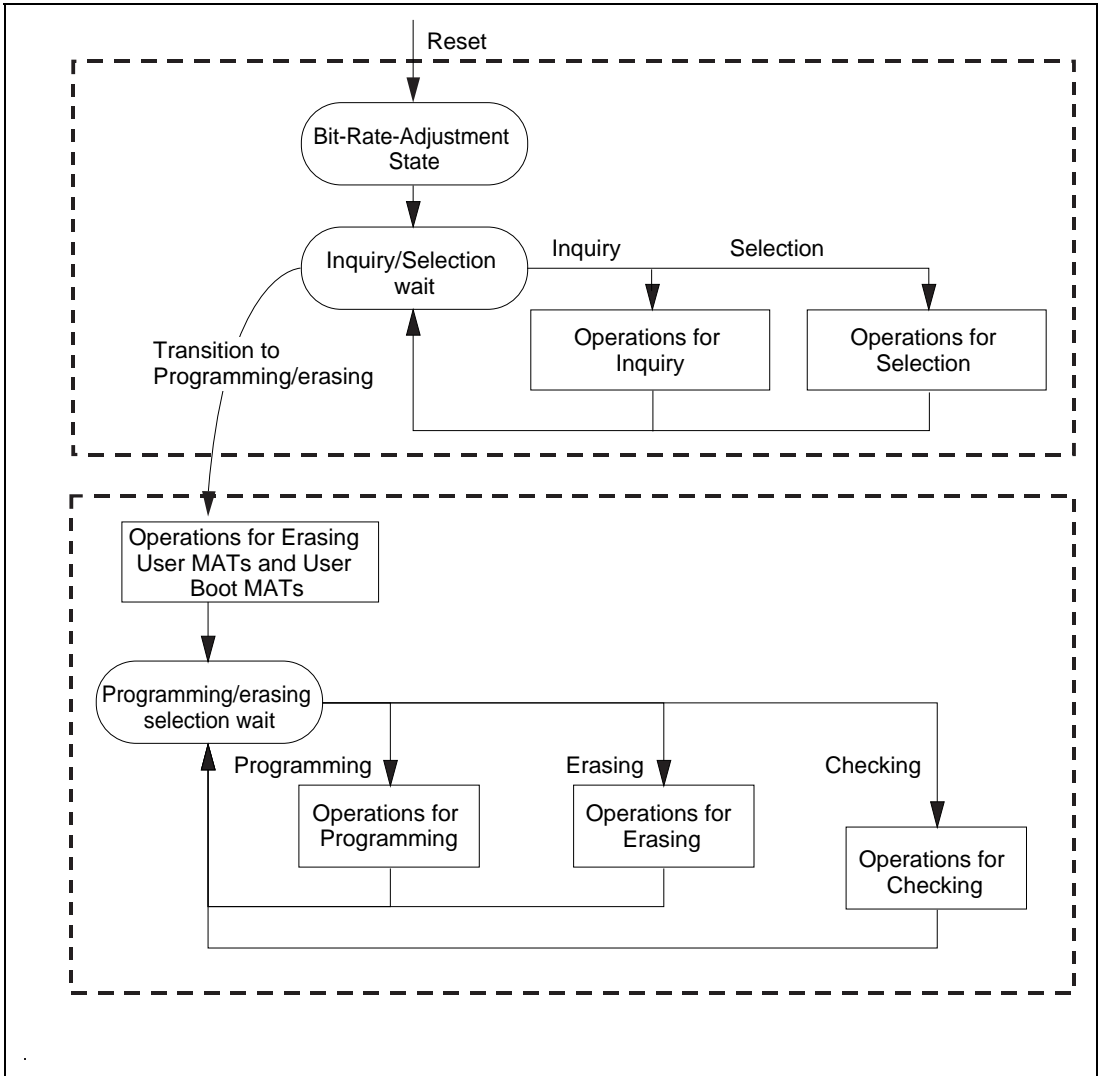 Reset
Bit-Rate-Adjustment
State
Inquiry/Selection
wait
Inquiry
Selection
Operations for
Inquiry
Operations for
Selection
Transition to
Programming/erasing
Operations for Erasing
User MATs and User
Boot MATs
Programming/erasing
selection wait
Programming
Erasing
Checking
Operations for
Programming
Operations for
Erasing
Operations for
Checking
.